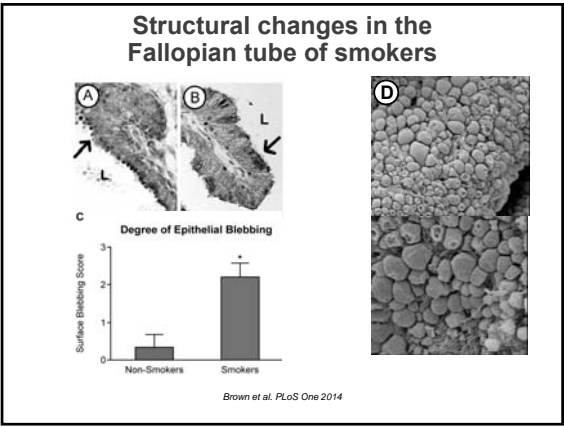 Structural changes in the
Fallopian tube of smokers
A
B
L
L
D
C
Degree of Epithelial Blebbing
Surface Blebbing Score
3
2
1
0
*
Non-Smokers
Smokers
Brown et al. PLoS One 2014